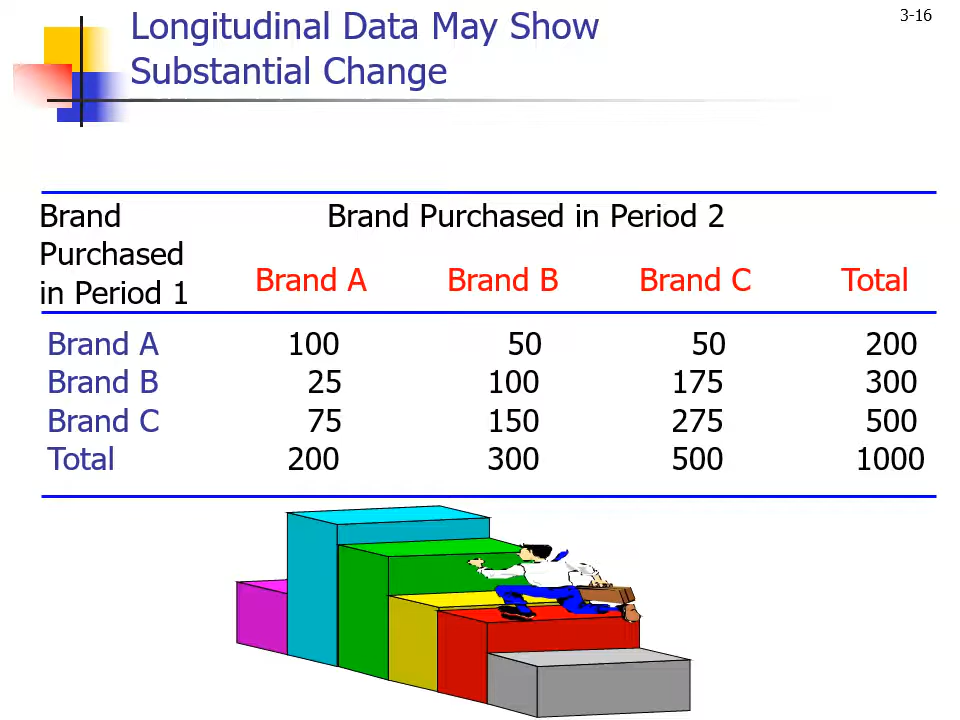 Longitudinal Data May Show
Substantial Change
3-16
Brand
Purchased
in Period 1
Brand Purchased in Period 2
Brand A Brand B Brand C Total
Brand A 100 50 50 200
Brand B 25 100 175 300
Brand C 75 150 275 500
Total 200 300 500 1000